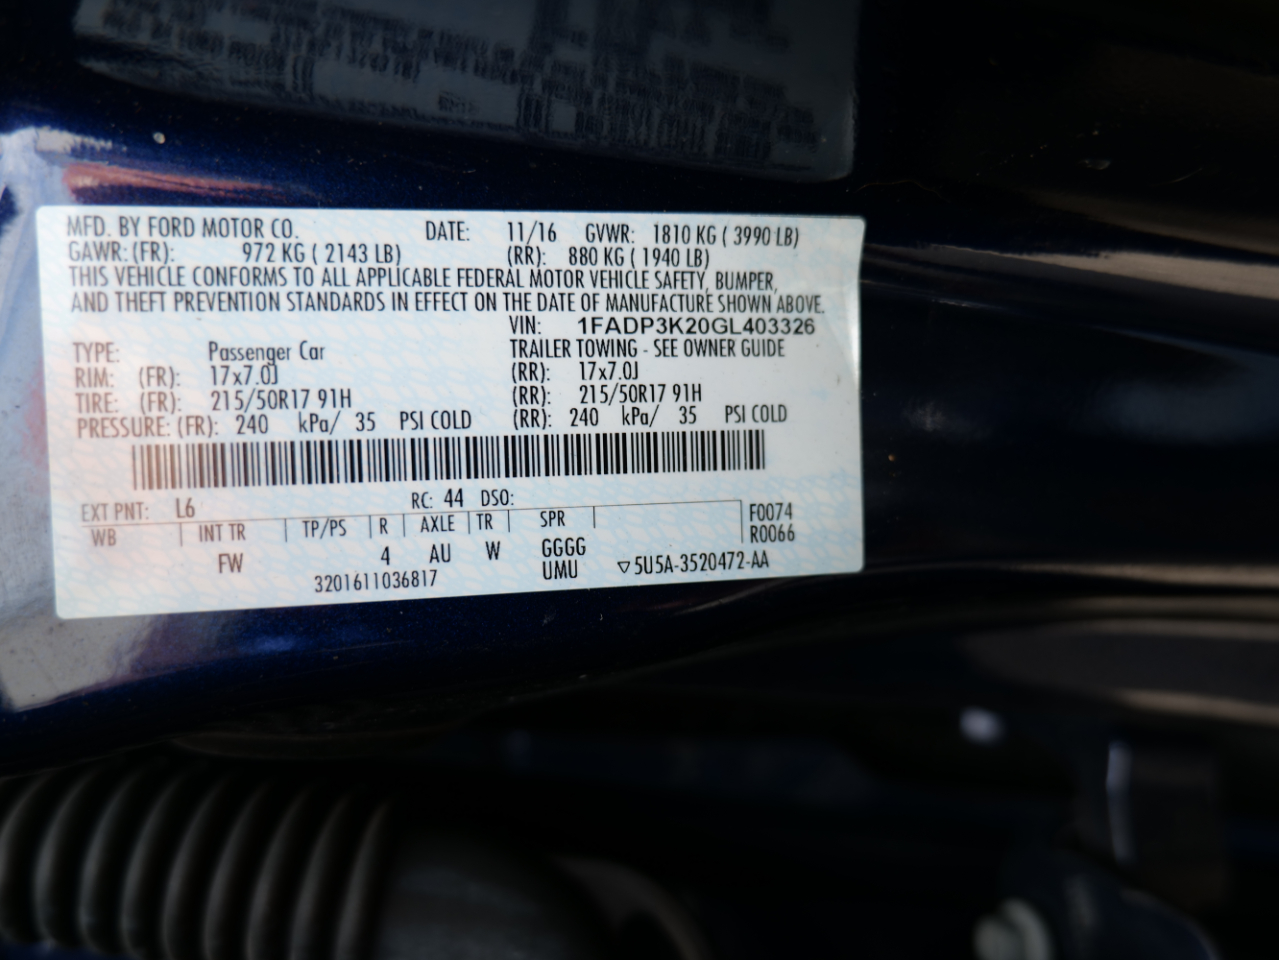 MFD. BY FORD MOTOR CO. DATE: 11/16 GVWR: 1810 KG ( 3990 LB)
GAWR: (FR): 972 KG ( 2143 LB) (RR): 880 KG ( 1940 LB)
THIS VEHICLE CONFORMS TO ALL APPLICABLE FEDERAL MOTOR VEHICLE SAFETY, BUMPER,
AND THEFT PREVENTION STANDARDS IN EFFECT ON THE DATE OF MANUFACTURE SHOWN ABOVE.
VIN: 1FADP3K20GL403326
TYPE: Passenger Car TRAILER TOWING - SEE OWNER GUIDE
RIM: (FR): 17x7.0J (RR): 17x7.0J
TIRE: (FR): 215/50R17 91H (RR): 215/50R17 91H
PRESSURE: (FR): 240 kPa/ 35 PSI COLD (RR): 240 kPa/ 35 PSI COLD
EXT PNT: L6 RC: 44 DSO:
WB INT TR TP/PS R AXLE TR SPR F0074
R0066
FW 4 AU W GGGG
UMU ▽5U5A-3520472-AA
3201611036817